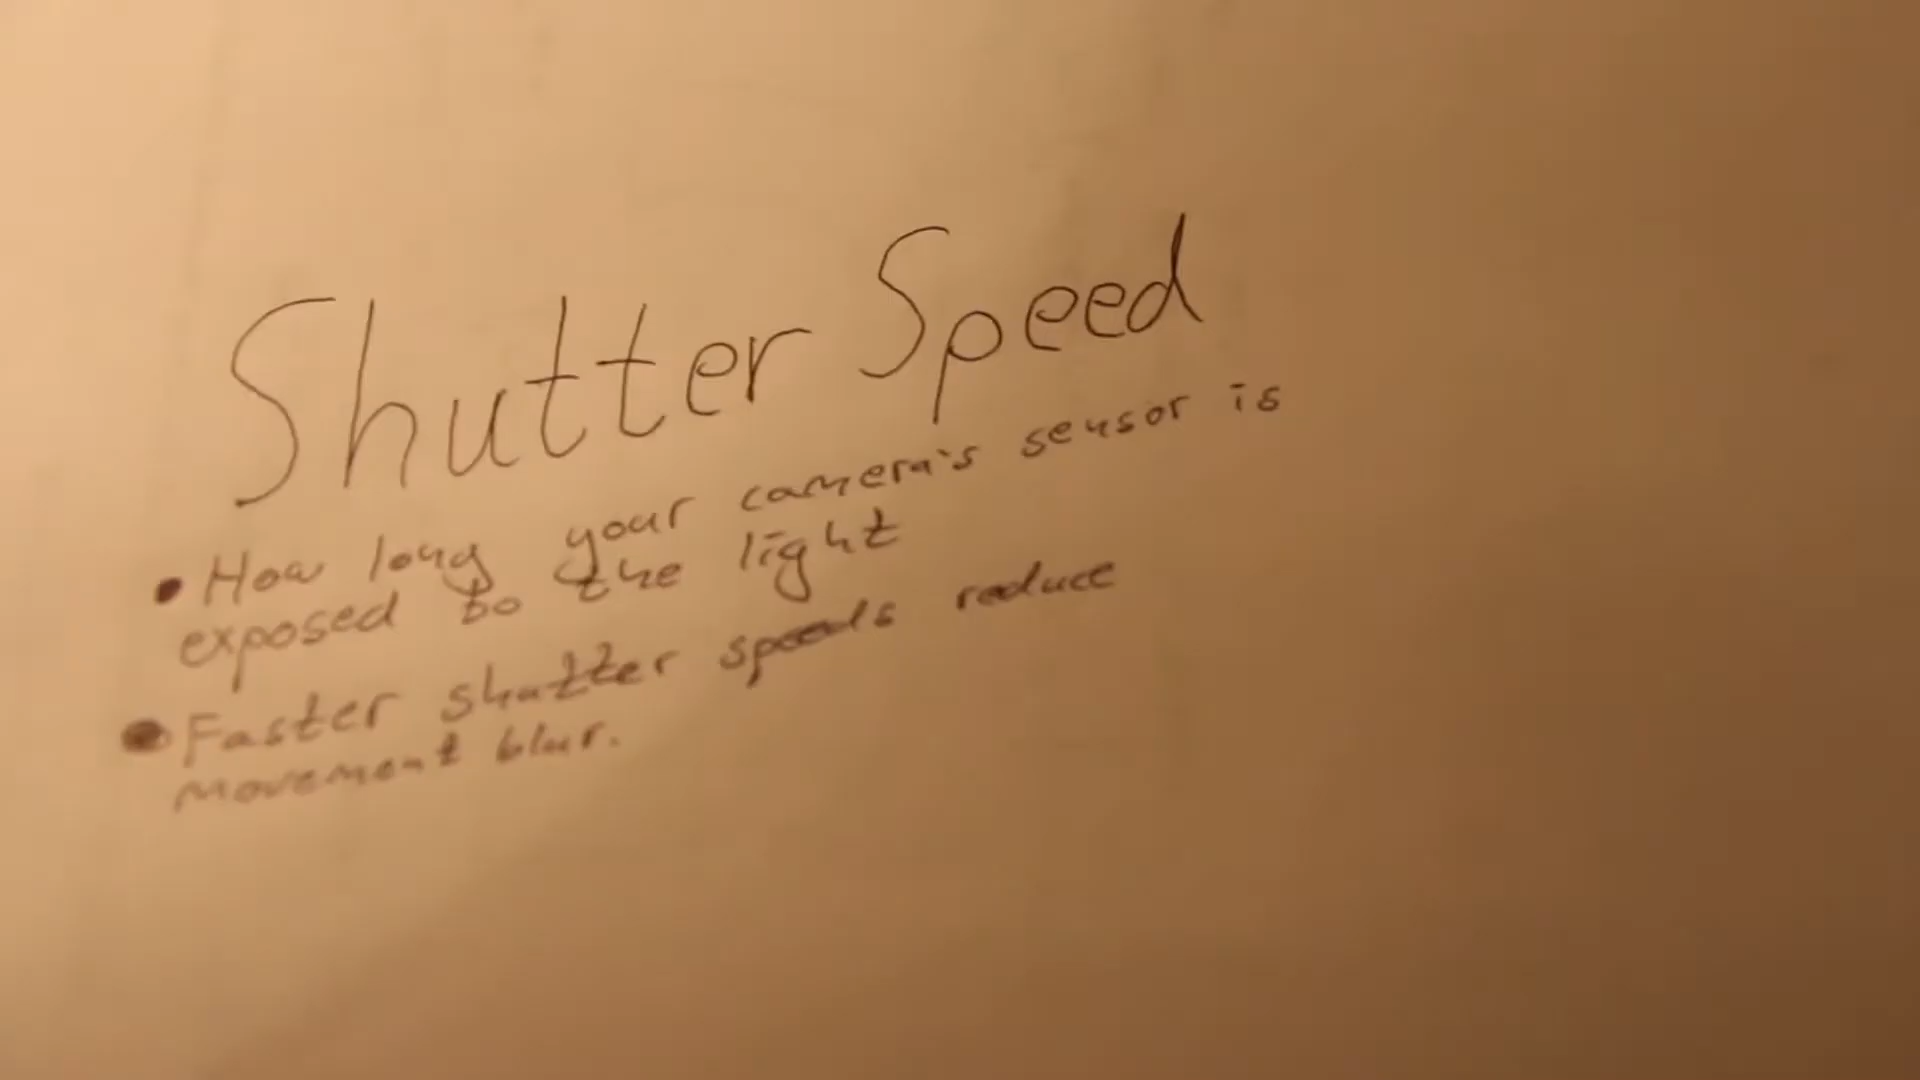 Shutter Speed
• How long your camera's sensor is
exposed to the light
• Faster shutter speeds reduce
movement blur.